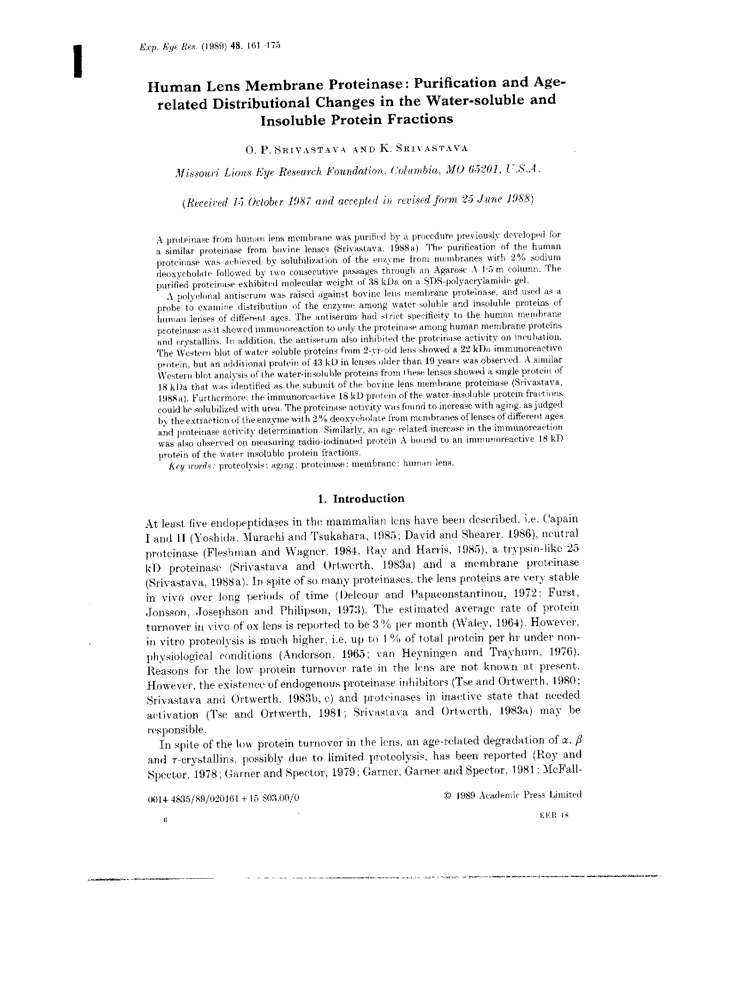 Exp. Eye Res. (1989) 48, 161-175
Human Lens Membrane Proteinase: Purification and Age-
related Distributional Changes in the Water-soluble and
Insoluble Protein Fractions
O. P. SRIVASTAVA AND K. SRIVASTAVA
Missouri Lions Eye Research Foundation, Columbia, MO 65201, U.S.A.
(Received 15 October 1987 and accepted in revised form 25 June 1988)
A proteinase from human lens membrane was purified by a procedure previously developed for
a similar proteinase from bovine lenses (Srivastava, 1988a). The purification of the human
proteinase was achieved by solubilization of the enzyme from membranes with 2% sodium
deoxycholate followed by two consecutive passages through an Agarose A 1·5 m column. The
purified proteinase exhibited molecular weight of 38 kDa on a SDS-polyacrylamide gel.
A polyclonal antiserum was raised against bovine lens membrane proteinase, and used as a
probe to examine distribution of the enzyme among water-soluble and insoluble proteins of
human lenses of different ages. The antiserum had strict specificity to the human membrane
proteinase as it showed immunoreaction to only the proteinase among human membrane proteins
and crystallins. In addition, the antiserum also inhibited the proteinase activity on incubation.
The Western blot of water soluble proteins from 2-yr-old lens showed a 22 kDa immunoreactive
protein, but an additional protein of 43 kD in lenses older than 19 years was observed. A similar
Western blot analysis of the water-insoluble proteins from these lenses showed a single protein of
18 kDa that was identified as the subunit of the bovine lens membrane proteinase (Srivastava,
1988a). Furthermore, the immunoreactive 18 kD protein of the water-insoluble protein fractions
could be solubilized with urea. The proteinase activity was found to increase with aging, as judged
by the extraction of the enzyme with 2% deoxycholate from membranes of lenses of different ages
and proteinase activity determination. Similarly, an age related increase in the immunoreaction
was also observed on measuring radio-iodinated protein A bound to an immunoreactive 18 kD
protein of the water insoluble protein fractions.
Key words: proteolysis; aging; proteinase; membrane; human lens.
1. Introduction
At least five endopeptidases in the mammalian lens have been described, i.e. Capain
I and II (Yoshida, Murachi and Tsukahara, 1985; David and Shearer, 1986), neutral
proteinase (Fleshman and Wagner, 1984, Ray and Harris, 1985), a trypsin-like 25
kD proteinase (Srivastava and Ortwerth, 1983a) and a membrane proteinase
(Srivastava, 1988a). In spite of so many proteinases, the lens proteins are very stable
in vivo over long periods of time (Delcour and Papaconstantinou, 1972; Furst,
Jonsson, Josephson and Philipson, 1973). The estimated average rate of protein
turnover in vivo of ox lens is reported to be 3% per month (Waley, 1964). However,
in vitro proteolysis is much higher, i.e. up to 1% of total protein per hr under non-
physiological conditions (Anderson, 1965; van Heyningen and Trayhurn, 1976).
Reasons for the low protein turnover rate in the lens are not known at present.
However, the existence of endogenous proteinase inhibitors (Tse and Ortwerth, 1980;
Srivastava and Ortwerth, 1983b, c) and proteinases in inactive state that needed
activation (Tse and Ortwerth, 1981; Srivastava and Ortwerth, 1983a) may be
responsible.
In spite of the low protein turnover in the lens, an age-related degradation of α, β
and τ-crystallins, possibly due to limited proteolysis, has been reported (Roy and
Spector, 1978; Garner and Spector, 1979; Garner, Garner and Spector, 1981; McFall-
0014 4835/89/020161+15 $03.00/0
© 1989 Academic Press Limited
6
EER 48